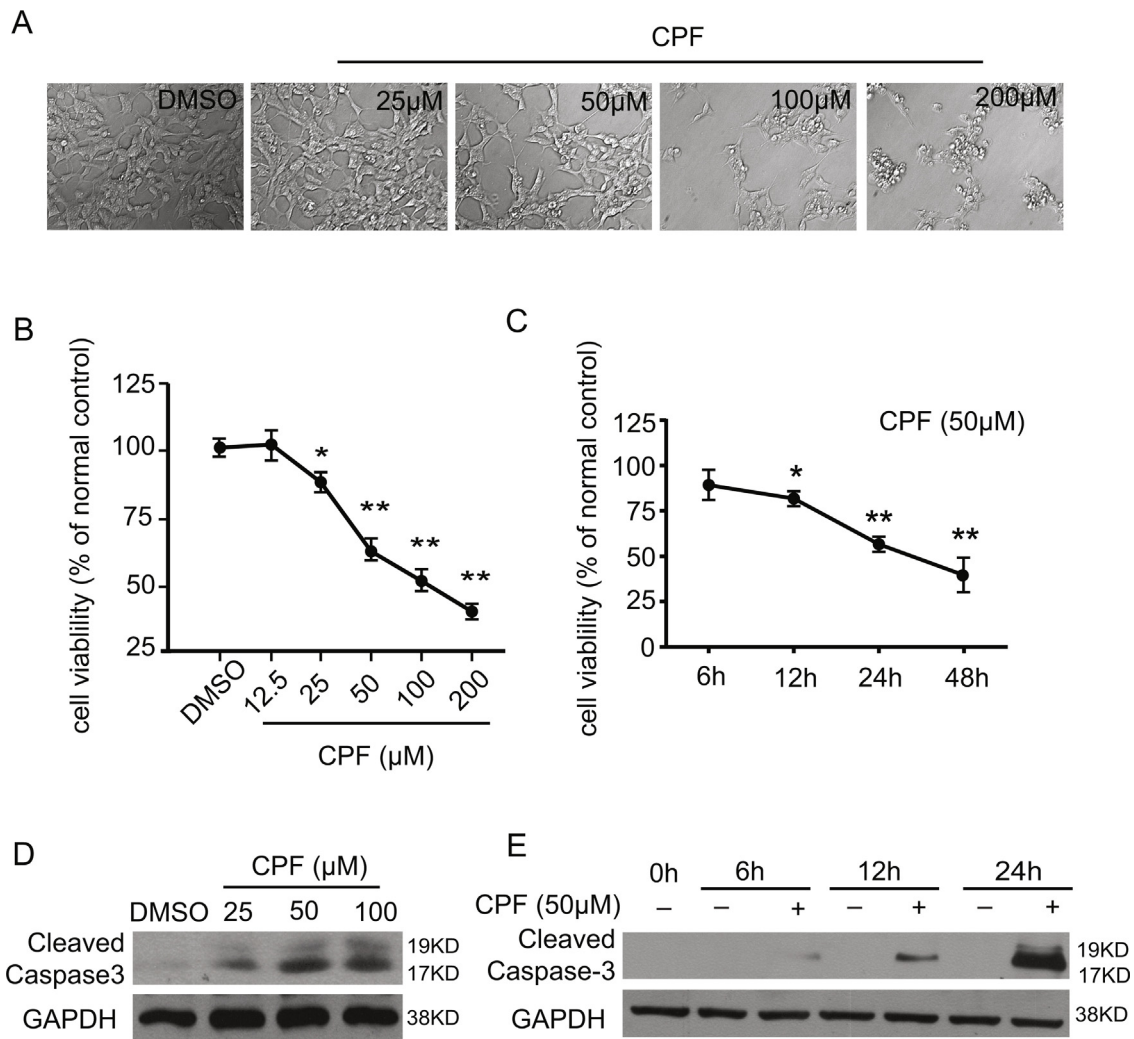 A
CPF
DMSO 25µM 50µM 100µM 200µM
B
cell viablility (% of normal control)
125
100
75
50
25
* ** ** **
DMSO 12.5 25 50 100 200
CPF (µM)
C
cell viablility (% of normal control)
CPF (50µM)
125
100
75
50
25
0
* ** **
6h 12h 24h 48h
D
CPF (µM)
DMSO 25 50 100
Cleaved
Caspase3
19KD
17KD
GAPDH 38KD
E
0h 6h 12h 24h
CPF (50µM) – – + – + – +
Cleaved
Caspase-3
19KD
17KD
GAPDH 38KD